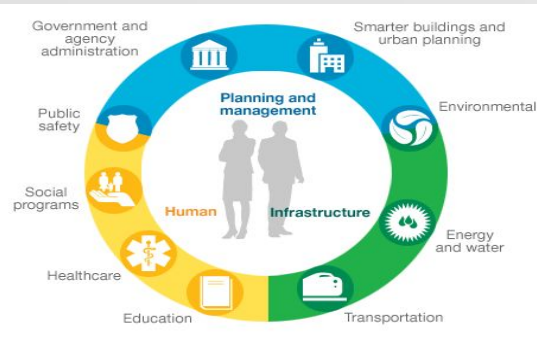 Government and
agency
administration
Smarter buildings and
urban planning
Planning and
management
Public
safety
Environmental
Social
programs
Human
Infrastructure
Energy
and water
Healthcare
Education
Transportation